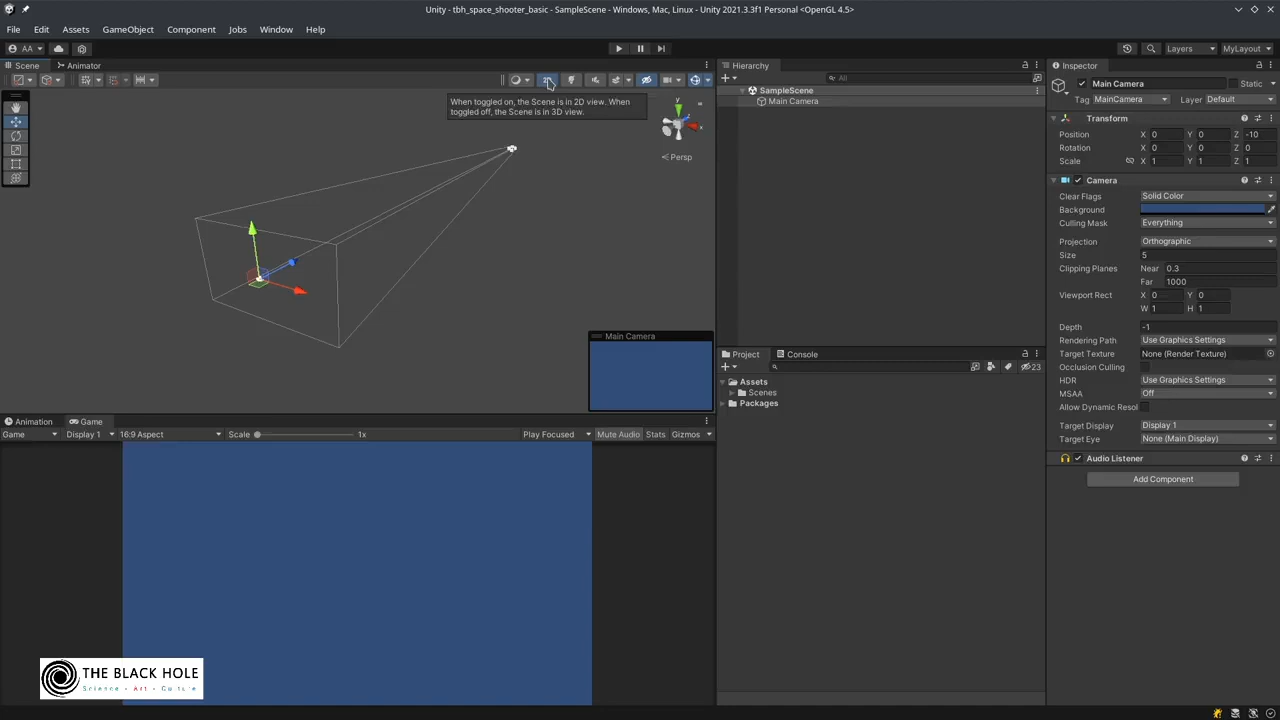 Unity - tbh_space_shooter_basic - SampleScene - Windows, Mac, Linux - Unity 2021.3.3f1 Personal <OpenGL 4.5>
File Edit Assets GameObject Component Jobs Window Help
AA Layers MyLayout
Scene Animator
When toggled on, the Scene is in 2D view. When
toggled off, the Scene is in 3D view.
y
x
Persp
Main Camera
Hierarchy
All
SampleScene
Main Camera
Animation Game
Game Display 1 16:9 Aspect Scale 1x Play Focused Mute Audio Stats Gizmos
Project Console
23
Assets
Scenes
Packages
Inspector
Main Camera Static
Tag MainCamera Layer Default
Transform
Position X 0 Y 0 Z -10
Rotation X 0 Y 0 Z 0
Scale X 1 Y 1 Z 1
Camera
Clear Flags Solid Color
Background
Culling Mask Everything
Projection Orthographic
Size 5
Clipping Planes Near 0.3
Far 1000
Viewport Rect X 0 Y 0
W 1 H 1
Depth -1
Rendering Path Use Graphics Settings
Target Texture None (Render Texture)
Occlusion Culling
HDR Use Graphics Settings
MSAA Off
Allow Dynamic Resol
Target Display Display 1
Target Eye None (Main Display)
Audio Listener
Add Component
THE BLACK HOLE
Science • Art • Culture